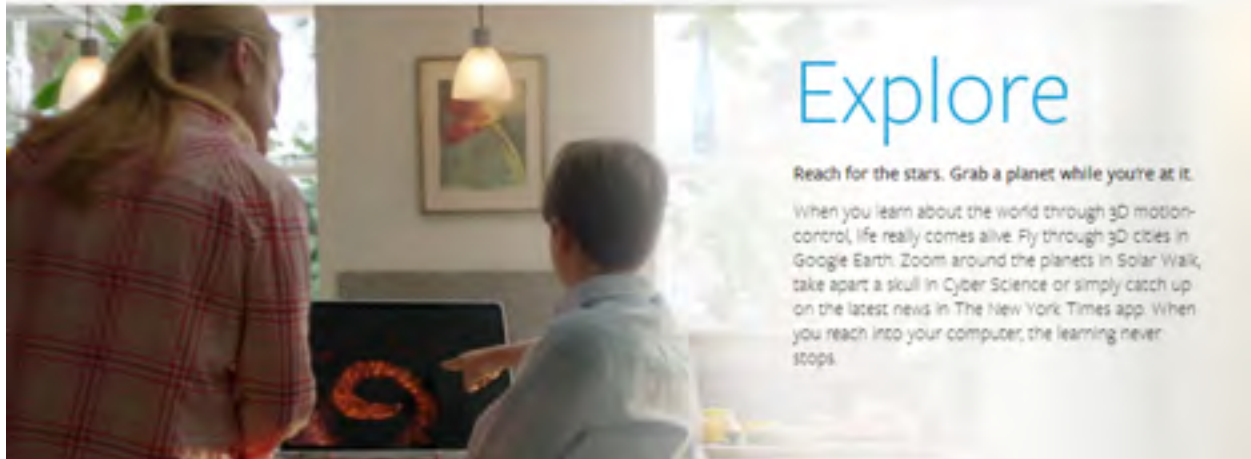 Explore
Reach for the stars. Grab a planet while you're at it.
When you learn about the world through 3D motion-
control, life really comes alive. Fly through 3D cities in
Google Earth. Zoom around the planets in Solar Walk,
take apart a skull in Cyber Science or simply catch up
on the latest news in The New York Times app. When
you reach into your computer, the learning never
stops.